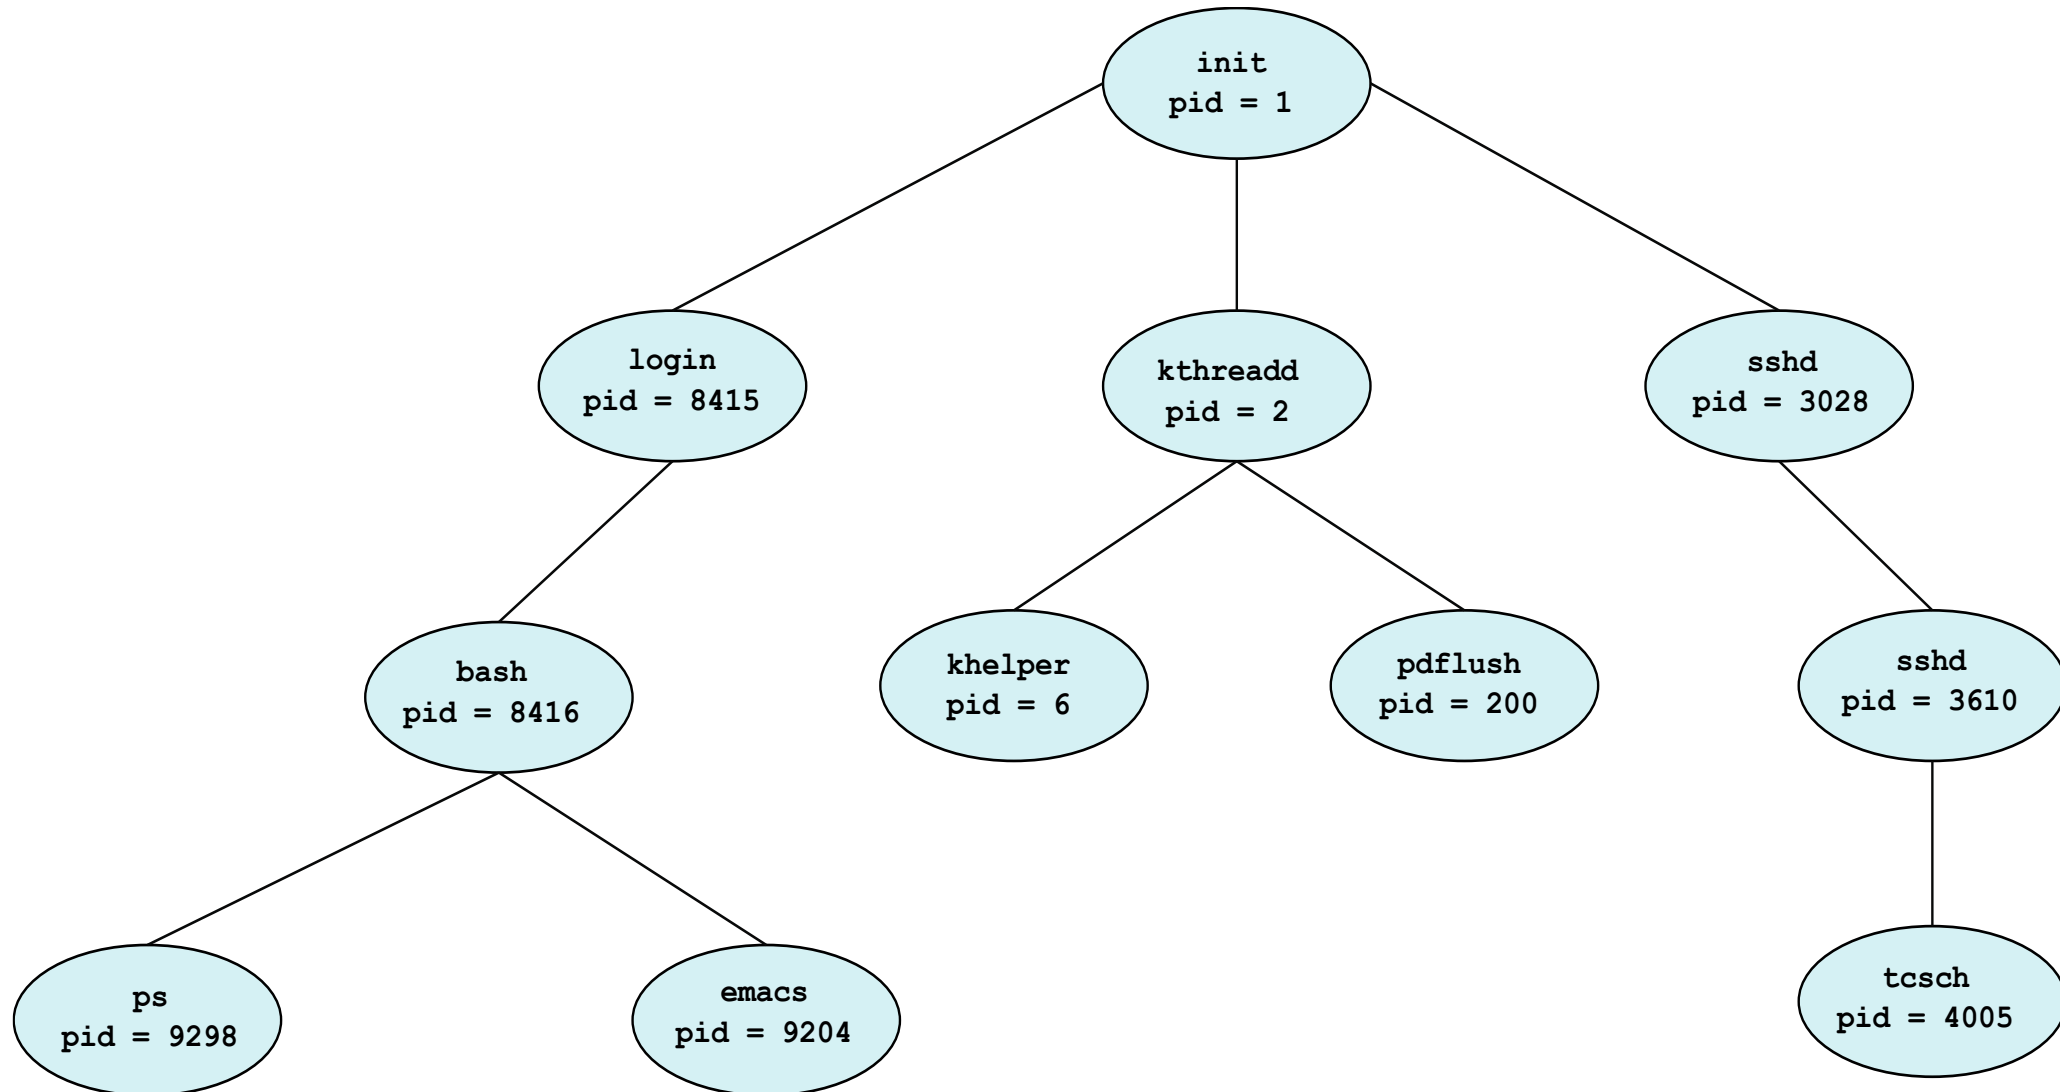 init
pid = 1
login
pid = 8415
kthreadd
pid = 2
sshd
pid = 3028
bash
pid = 8416
khelper
pid = 6
pdflush
pid = 200
sshd
pid = 3610
ps
pid = 9298
emacs
pid = 9204
tcsch
pid = 4005